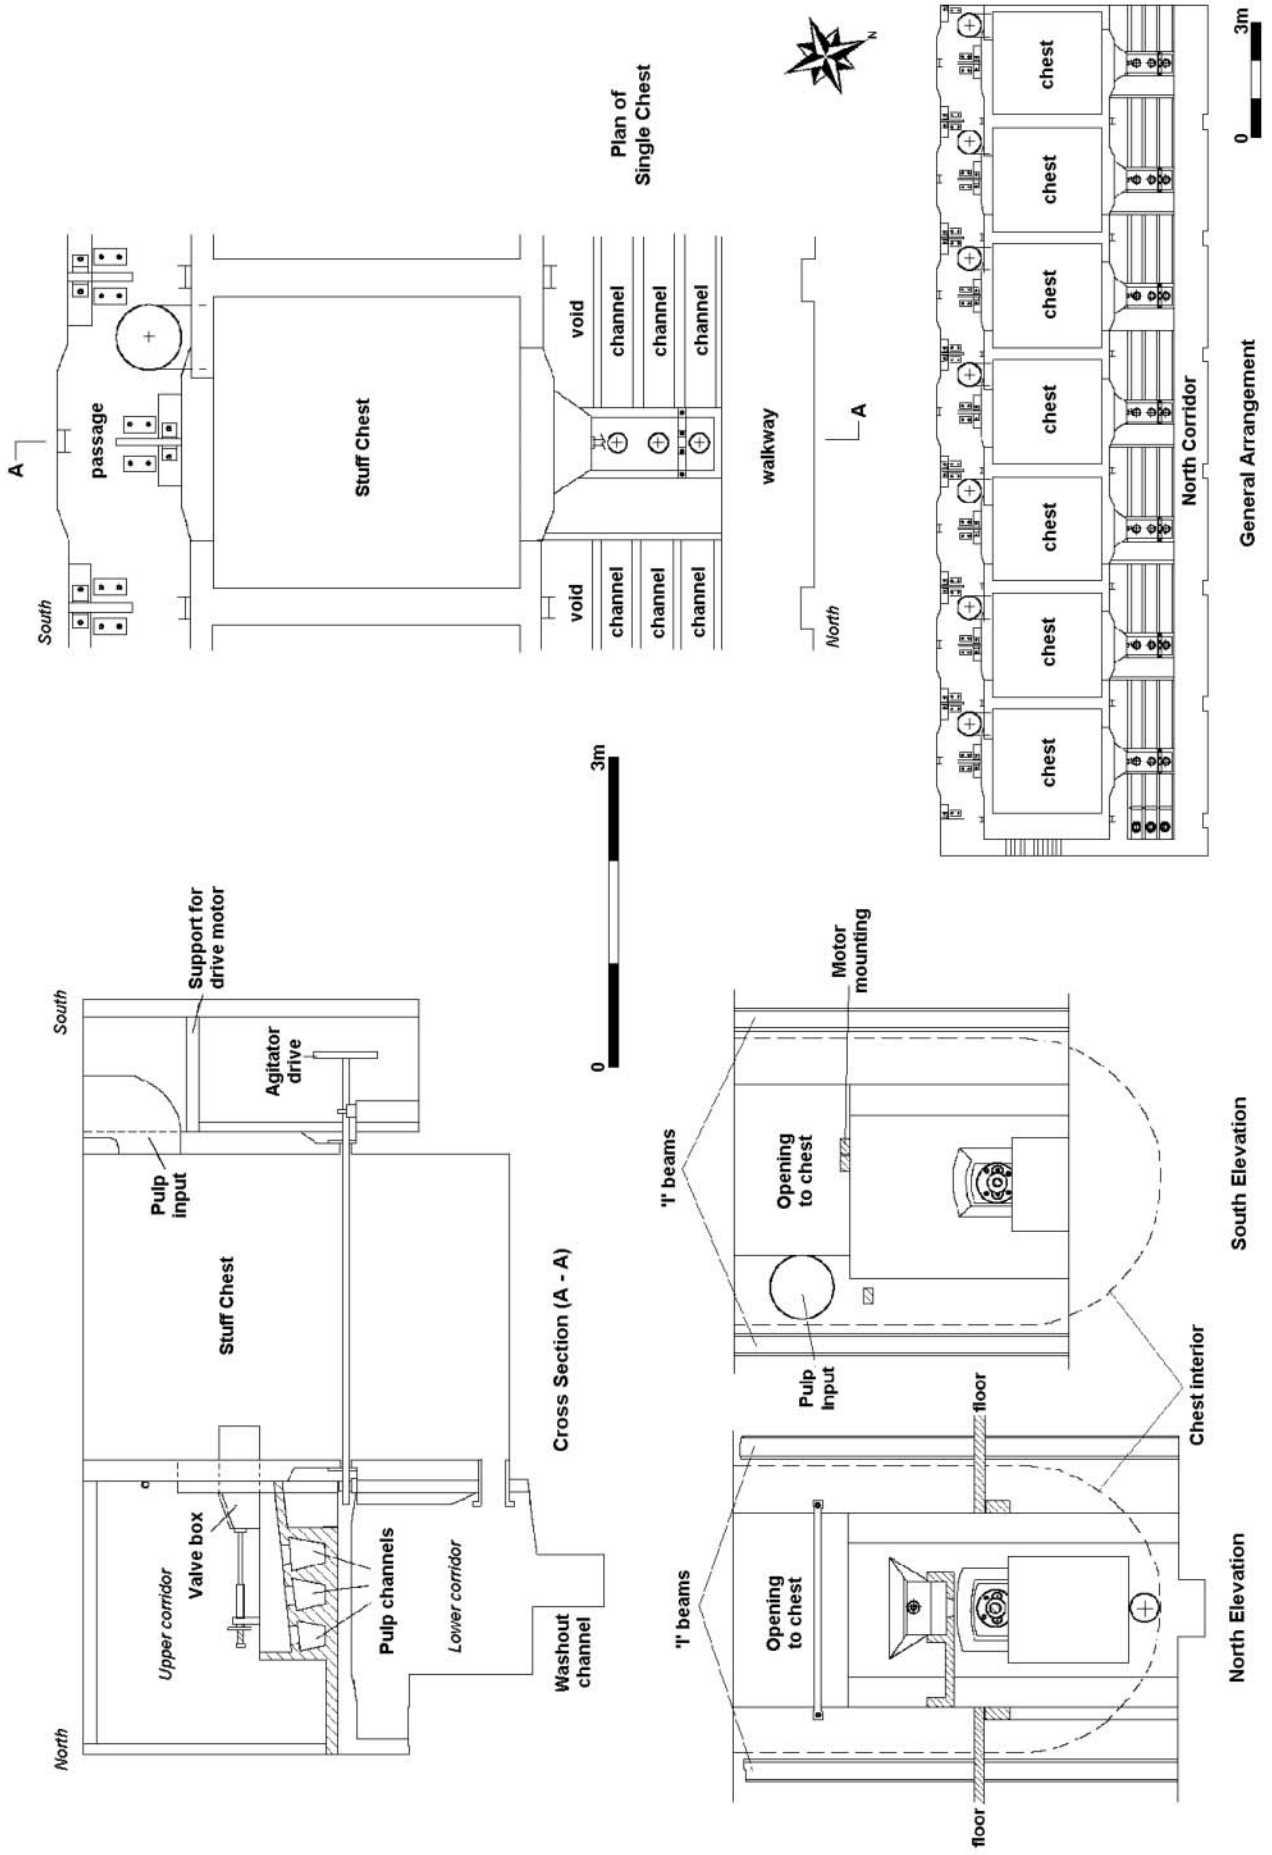 North
South
Upper corridor
Valve box
Pulp channels
Lower corridor
Washout
channel
Stuff Chest
Pulp
input
Support for
drive motor
Agitator
drive
Cross Section (A - A)
0
3m
South
A
passage
Stuff Chest
void
channel
channel
channel
void
channel
channel
channel
walkway
A
North
Plan of
Single Chest
N
'I' beams
Opening
to chest
floor
floor
North Elevation
Chest interior
'I' beams
Opening
to chest
Pulp
Input
Motor
mounting
South Elevation
chest
chest
chest
chest
chest
chest
chest
North Corridor
General Arrangement
0
3m